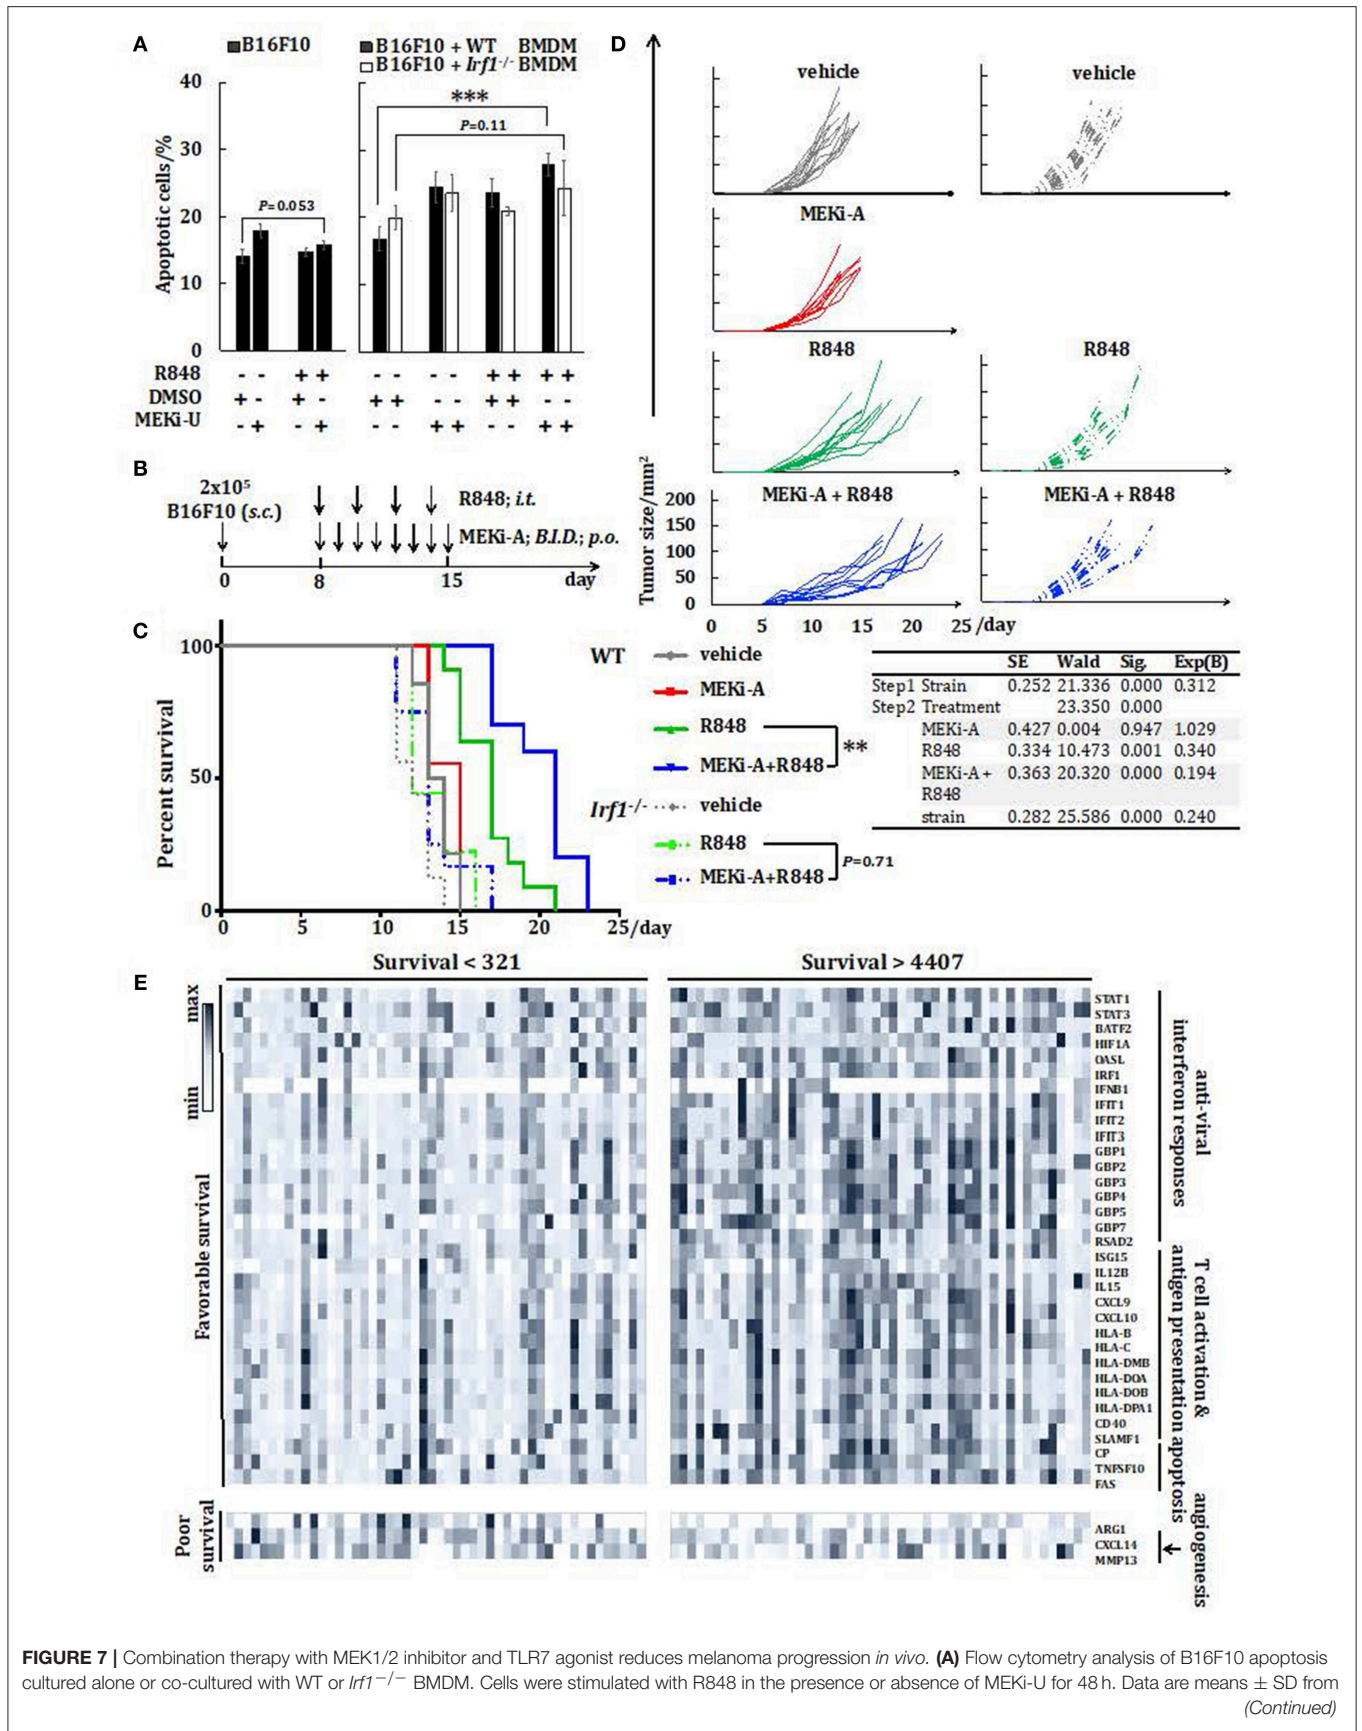 A
B16F10
B16F10 + WT BMDM
B16F10 + Irf1-/- BMDM
Apoptotic cells/%
40
30
20
10
0
P=0.053
***
P=0.11
R848 - - + + - - - - + + + +
DMSO + - + - + + - - + + - -
MEKi-U - + - + - - + + - - + +
B
2x10⁵
B16F10 (s.c.)
R848; i.t.
MEKi-A; B.I.D.; p.o.
0 8 15 day
C
Percent survival
100
50
0
0 5 10 15 20 25/day
WT
vehicle
MEKi-A
R848
MEKi-A+R848
**
Irf1-/-
vehicle
R848
MEKi-A+R848
P=0.71
D
vehicle
vehicle
MEKi-A
R848
R848
MEKi-A + R848
MEKi-A + R848
Tumor size/mm²
200
150
100
50
0
0 5 10 15 20 25 /day
SE Wald Sig. Exp(B)
Step1 Strain 0.252 21.336 0.000 0.312
Step2 Treatment 23.350 0.000
MEKi-A 0.427 0.004 0.947 1.029
R848 0.334 10.473 0.001 0.340
MEKi-A + 0.363 20.320 0.000 0.194
R848
strain 0.282 25.586 0.000 0.240
E
Survival < 321
Survival > 4407
max
min
Favorable survival
Poor
survival
STAT1
STAT3
BATF2
HIF1A
OASL
IRF1
IFNB1
IFIT1
IFIT2
IFIT3
GBP1
GBP2
GBP3
GBP4
GBP5
GBP7
RSAD2
ISG15
IL12B
IL15
CXCL9
CXCL10
HLA-B
HLA-C
HLA-DMB
HLA-DOA
HLA-DOB
HLA-DPA1
CD40
SLAMF1
CP
TNFSF10
FAS
ARG1
CXCL14
MMP13
anti-viral
interferon responses
T cell activation &
antigen presentation
apoptosis
angiogenesis
FIGURE 7 | Combination therapy with MEK1/2 inhibitor and TLR7 agonist reduces melanoma progression in vivo. (A) Flow cytometry analysis of B16F10 apoptosis
cultured alone or co-cultured with WT or Irf1−/− BMDM. Cells were stimulated with R848 in the presence or absence of MEKi-U for 48 h. Data are means ± SD from
(Continued)